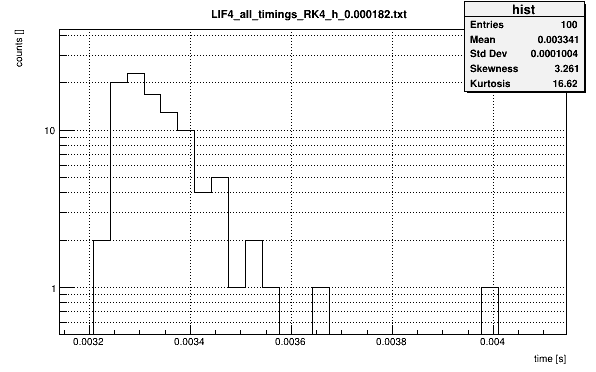 LIF4_all_timings_RK4_h_0.000182.txt
hist
Entries 100
Mean 0.003341
Std Dev 0.0001004
Skewness 3.261
Kurtosis 16.62
counts []
10
1
0.0032 0.0034 0.0036 0.0038 0.004
time [s]